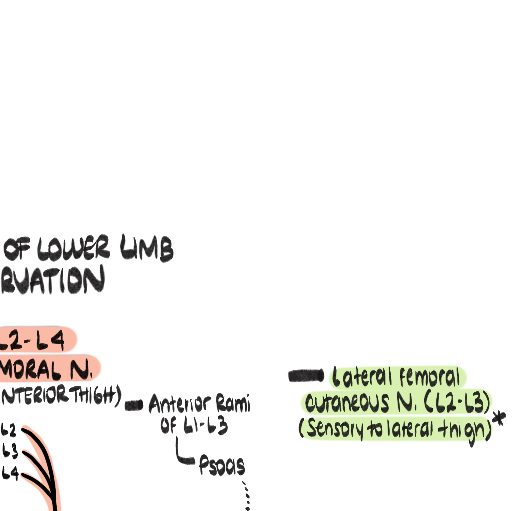 OF LOWER LIMB
RVATION
L2-L4
MORAL N.
NTERIOR THIGH)
Anterior Rami
OF L1-L3
Psoas
L2
L3
L4
Lateral femoral
cutaneous N. (L2-L3)
(Sensory to lateral thigh)*